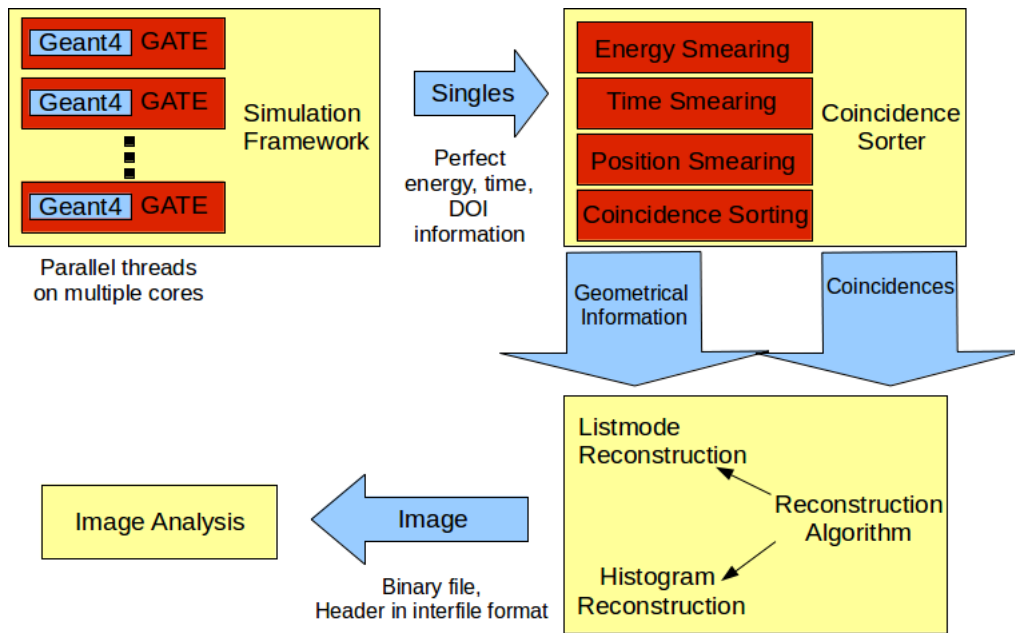 Geant4 GATE
Geant4 GATE
Geant4 GATE
Simulation
Framework
Parallel threads
on multiple cores
Singles
Perfect
energy, time,
DOI
information
Energy Smearing
Time Smearing
Position Smearing
Coincidence Sorting
Coincidence
Sorter
Geometrical
Information
Coincidences
Listmode
Reconstruction
Reconstruction
Algorithm
Histogram
Reconstruction
Image
Binary file,
Header in interfile format
Image Analysis